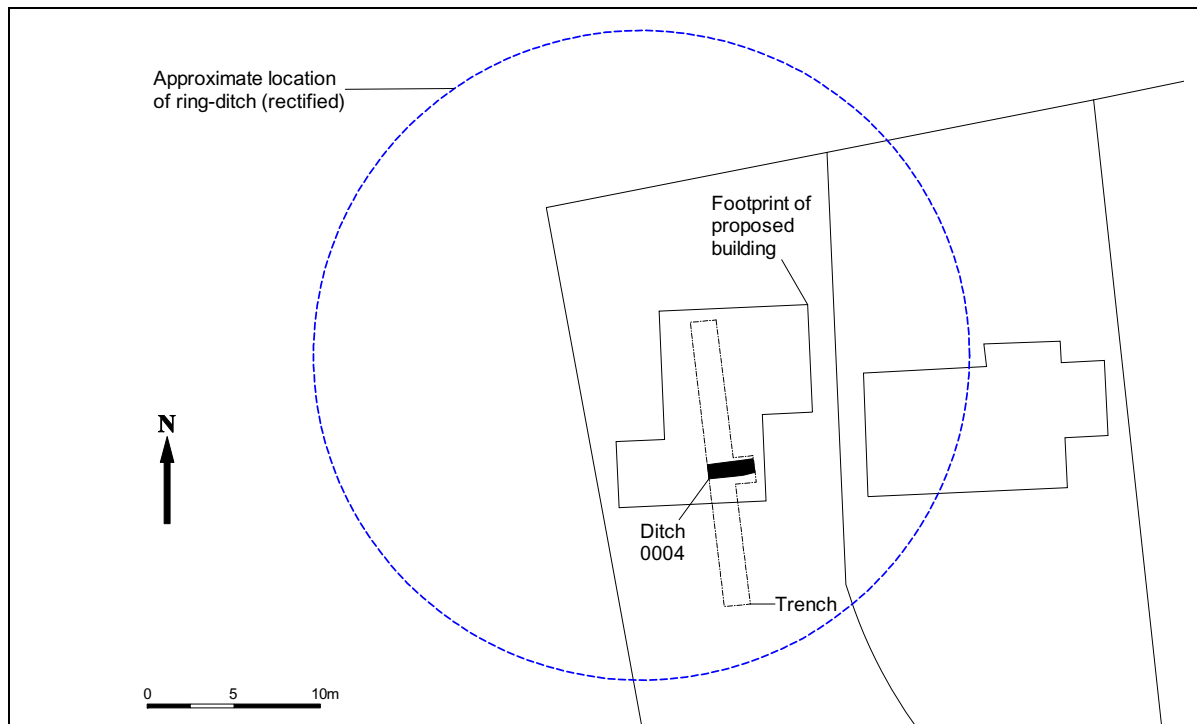 Approximate location
of ring-ditch (rectified)
Footprint of
proposed
building
N
Ditch
0004
Trench
0 5 10m